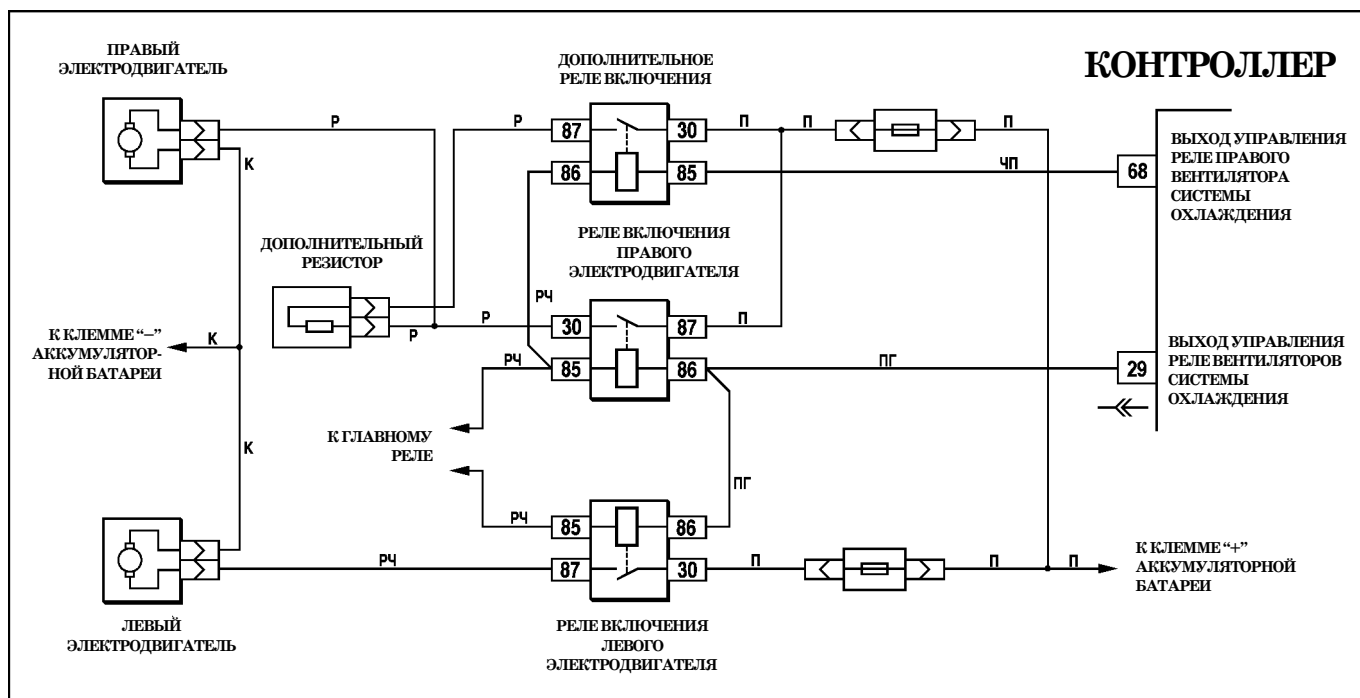 ПРАВЫЙ
ЭЛЕКТРОДВИГАТЕЛЬ
ДОПОЛНИТЕЛЬНОЕ
РЕЛЕ ВКЛЮЧЕНИЯ
КОНТРОЛЛЕР
Р
Р
87
30
П
П
П
К
86
85
ЧП
68
ВЫХОД УПРАВЛЕНИЯ
РЕЛЕ ПРАВОГО
ВЕНТИЛЯТОРА
СИСТЕМЫ
ОХЛАЖДЕНИЯ
ДОПОЛНИТЕЛЬНЫЙ
РЕЗИСТОР
РЕЛЕ ВКЛЮЧЕНИЯ
ПРАВОГО
ЭЛЕКТРОДВИГАТЕЛЯ
РЧ
Р
Р
30
87
П
К КЛЕММЕ “–”
АККУМУЛЯТОР-
НОЙ БАТАРЕИ
К
РЧ
85
86
ПГ
29
ВЫХОД УПРАВЛЕНИЯ
РЕЛЕ ВЕНТИЛЯТОРОВ
СИСТЕМЫ
ОХЛАЖДЕНИЯ
К ГЛАВНОМУ
РЕЛЕ
К
ПГ
РЧ
85
86
РЧ
87
30
П
П
П
К КЛЕММЕ “+”
АККУМУЛЯТОРНОЙ
БАТАРЕИ
ЛЕВЫЙ
ЭЛЕКТРОДВИГАТЕЛЬ
РЕЛЕ ВКЛЮЧЕНИЯ
ЛЕВОГО
ЭЛЕКТРОДВИГАТЕЛЯ